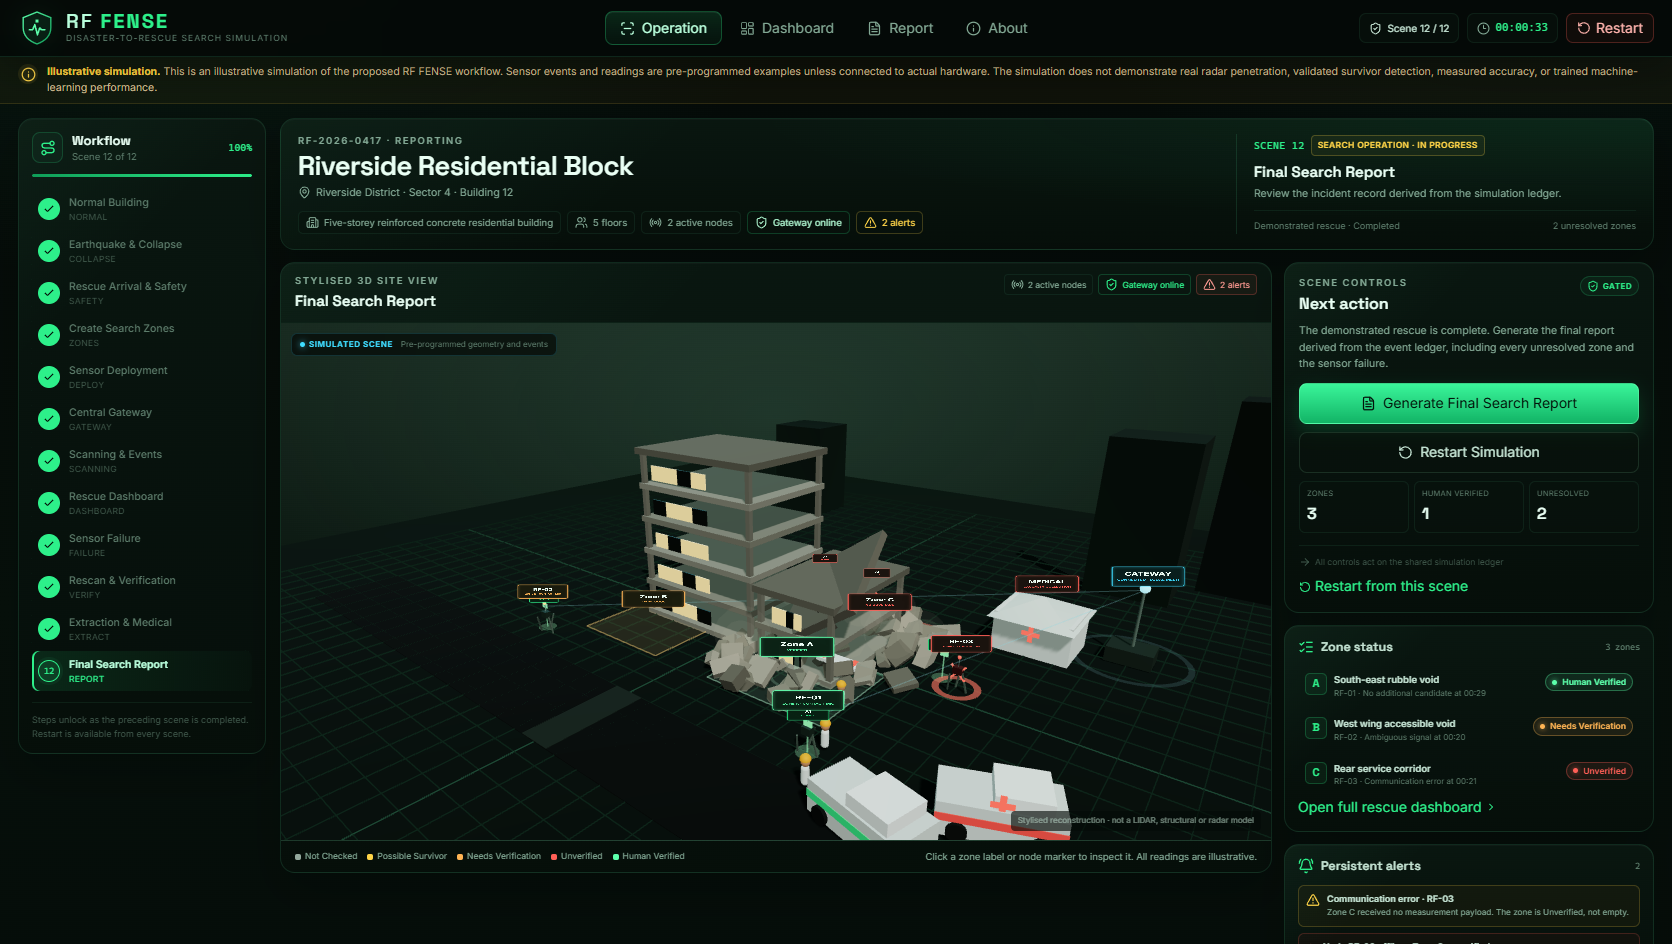 RF FENSE
DISASTER-TO-RESCUE SEARCH SIMULATION
Operation
Dashboard
Report
About
Scene 12 / 12
00:00:33
Restart
Illustrative simulation. This is an illustrative simulation of the proposed RF FENSE workflow. Sensor events and readings are pre-programmed examples unless connected to actual hardware. The simulation does not demonstrate real radar penetration, validated survivor detection, measured accuracy, or trained machine-
learning performance.
Workflow
Scene 12 of 12
100%
Normal Building
NORMAL
Earthquake & Collapse
COLLAPSE
Rescue Arrival & Safety
SAFETY
Create Search Zones
ZONES
Sensor Deployment
DEPLOY
Central Gateway
GATEWAY
Scanning & Events
SCANNING
Rescue Dashboard
DASHBOARD
Sensor Failure
FAILURE
Rescan & Verification
VERIFY
Extraction & Medical
EXTRACT
12
Final Search Report
REPORT
Steps unlock as the preceding scene is completed.
Restart is available from every scene.
RF-2026-0417 · REPORTING
Riverside Residential Block
Riverside District · Sector 4 · Building 12
Five-storey reinforced concrete residential building
5 floors
2 active nodes
Gateway online
2 alerts
SCENE 12
SEARCH OPERATION · IN PROGRESS
Final Search Report
Review the incident record derived from the simulation ledger.
Demonstrated rescue · Completed
2 unresolved zones
STYLISED 3D SITE VIEW
Final Search Report
2 active nodes
Gateway online
2 alerts
SIMULATED SCENE
Pre-programmed geometry and events
RF-02
Zone B
Zone C
MEDICAL
GATEWAY
Zone A
RF-03
RF-01
Stylised reconstruction · not a LIDAR, structural or radar model
Not Checked
Possible Survivor
Needs Verification
Unverified
Human Verified
Click a zone label or node marker to inspect it. All readings are illustrative.
SCENE CONTROLS
Next action
GATED
The demonstrated rescue is complete. Generate the final report
derived from the event ledger, including every unresolved zone and
the sensor failure.
Generate Final Search Report
Restart Simulation
ZONES
3
HUMAN VERIFIED
1
UNRESOLVED
2
All controls act on the shared simulation ledger
Restart from this scene
Zone status
3 zones
A
South-east rubble void
RF-01 · No additional candidate at 00:29
Human Verified
B
West wing accessible void
RF-02 · Ambiguous signal at 00:20
Needs Verification
C
Rear service corridor
RF-03 · Communication error at 00:21
Unverified
Open full rescue dashboard
Persistent alerts
2
Communication error · RF-03
Zone C received no measurement payload. The zone is Unverified, not empty.